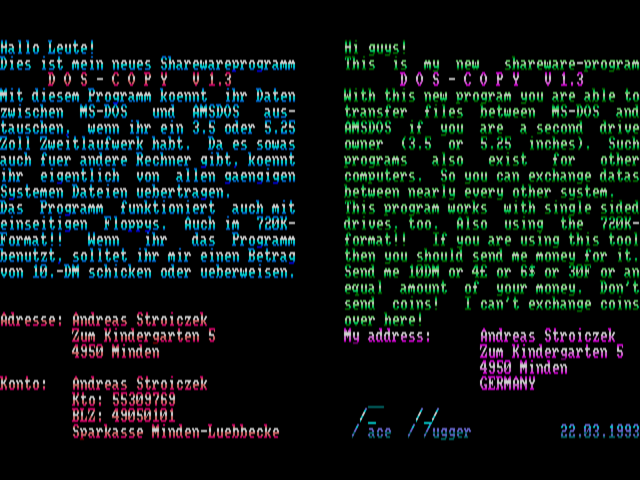 Hallo Leute!
Dies ist mein neues Sharewareprogramm
D O S - C O P Y  V 1.3
Mit diesem Programm koennt ihr Daten
zwischen MS-DOS und AMSDOS aus-
tauschen, wenn ihr ein 3.5 oder 5.25
Zoll Zweitlaufwerk habt. Da es sowas
auch fuer andere Rechner gibt, koennt
ihr eigentlich von allen gaengigen
Systemen Dateien uebertragen.
Das Programm funktioniert auch mit
einseitigen Floppys. Auch im 720K-
Format!! Wenn ihr das Programm
benutzt, solltet ihr mir einen Betrag
von 10.-DM schicken oder ueberweisen.
Adresse: Andreas Stroiczek
Zum Kindergarten 5
4950 Minden
Konto: Andreas Stroiczek
Kto: 55309769
BLZ: 49050101
Sparkasse Minden-Luebbecke
Hi guys!
This is my new shareware-program
D O S - C O P Y  V 1.3
With this new program you are able to
transfer files between MS-DOS and
AMSDOS if you are a second drive
owner (3.5 or 5.25 inches). Such
programs also exist for other
computers. So you can exchange datas
between nearly every other system.
This program works with single sided
drives too. Also using the 720K-
format!! If you are using this tool
then you should send me money for it.
Send me 10DM or 4£ or 6$ or 30F or an
equal amount of your money. Don't
send coins! I can't exchange coins
over here!
My address: Andreas Stroiczek
Zum Kindergarten 5
4950 Minden
GERMANY
Face Hugger 22.03.1993